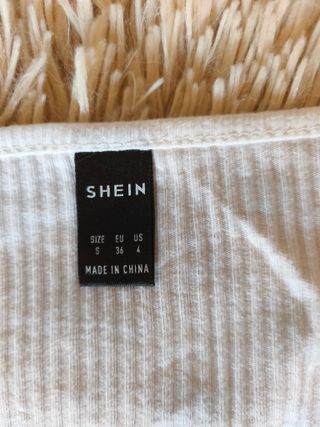 SHEIN
SIZE EU US
S 36 4
MADE IN CHINA